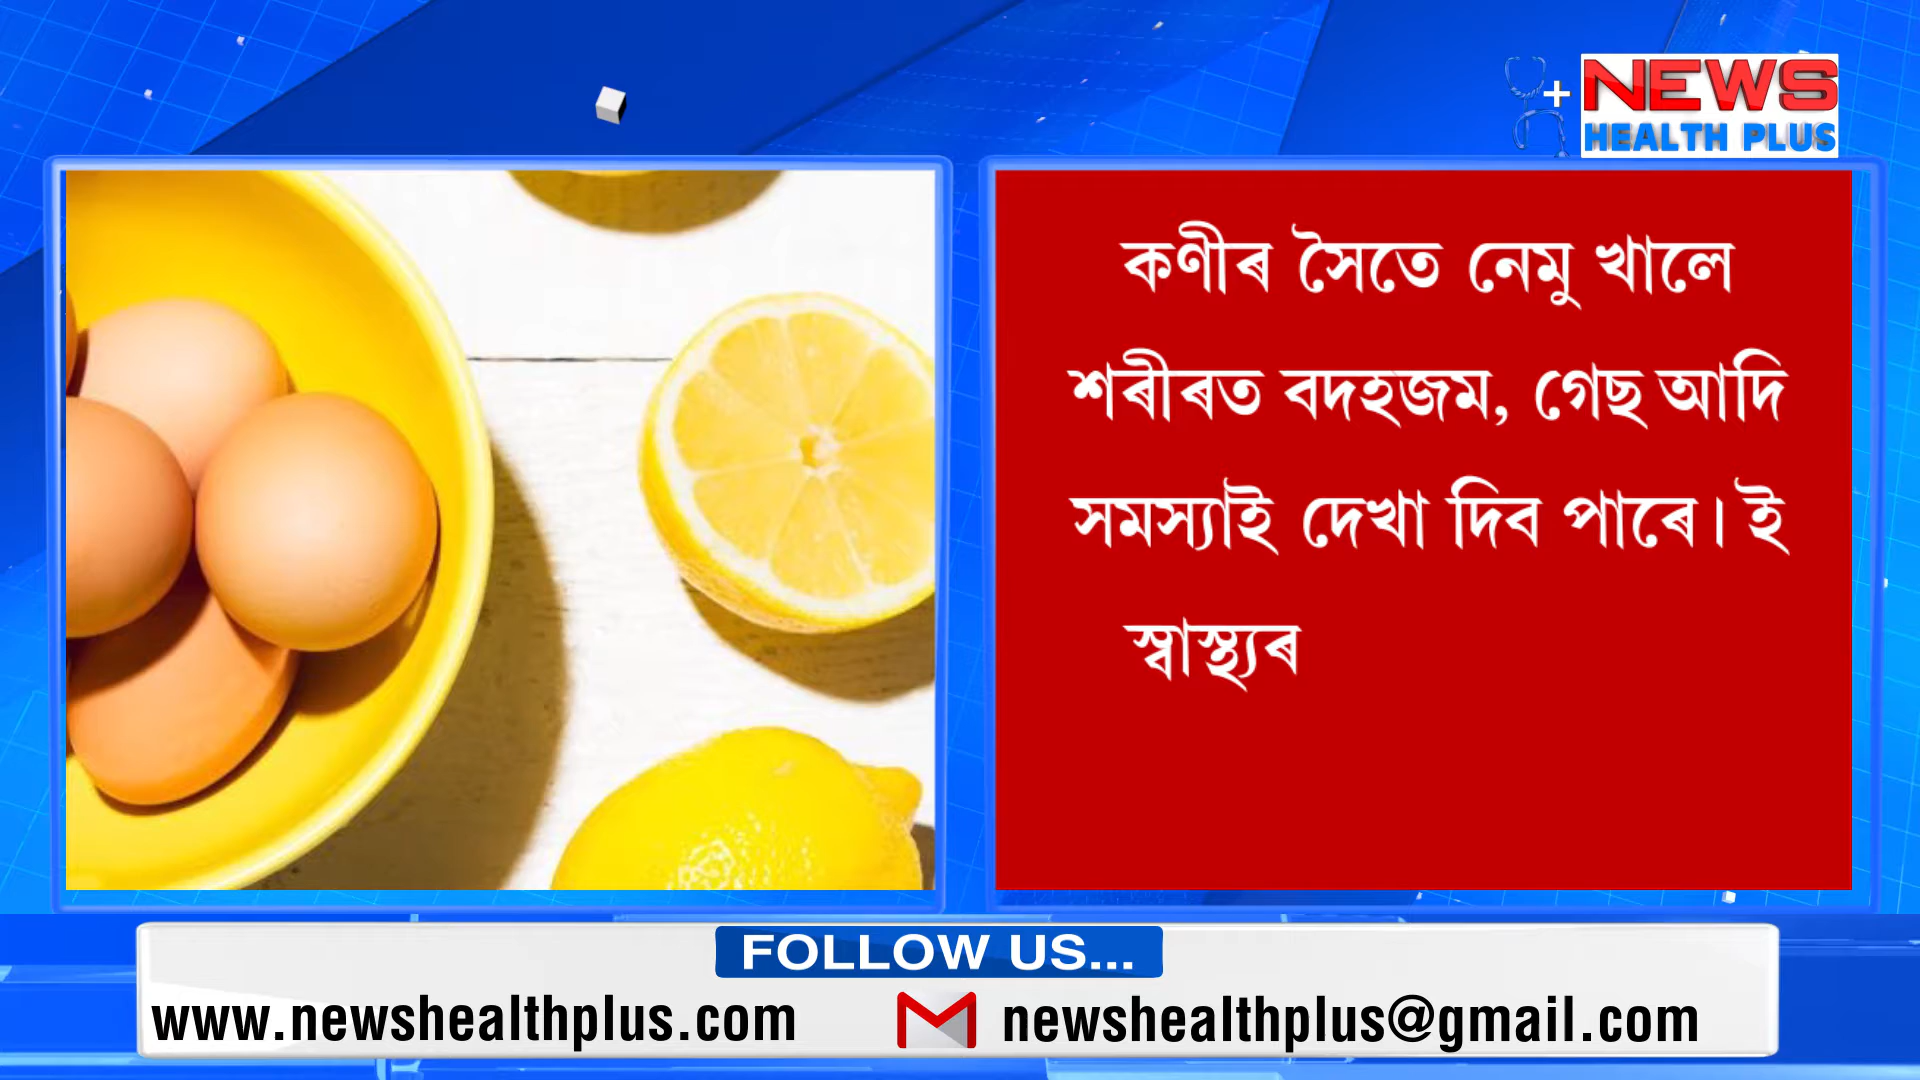 NEWS
HEALTH PLUS
কণীৰ সৈতে নেমু খালে
শৰীৰত বদহজম, গেছ আদি
সমস্যাই দেখা দিব পাৰে। ই
স্বাস্থ্যৰ
FOLLOW US...
www.newshealthplus.com
newshealthplus@gmail.com